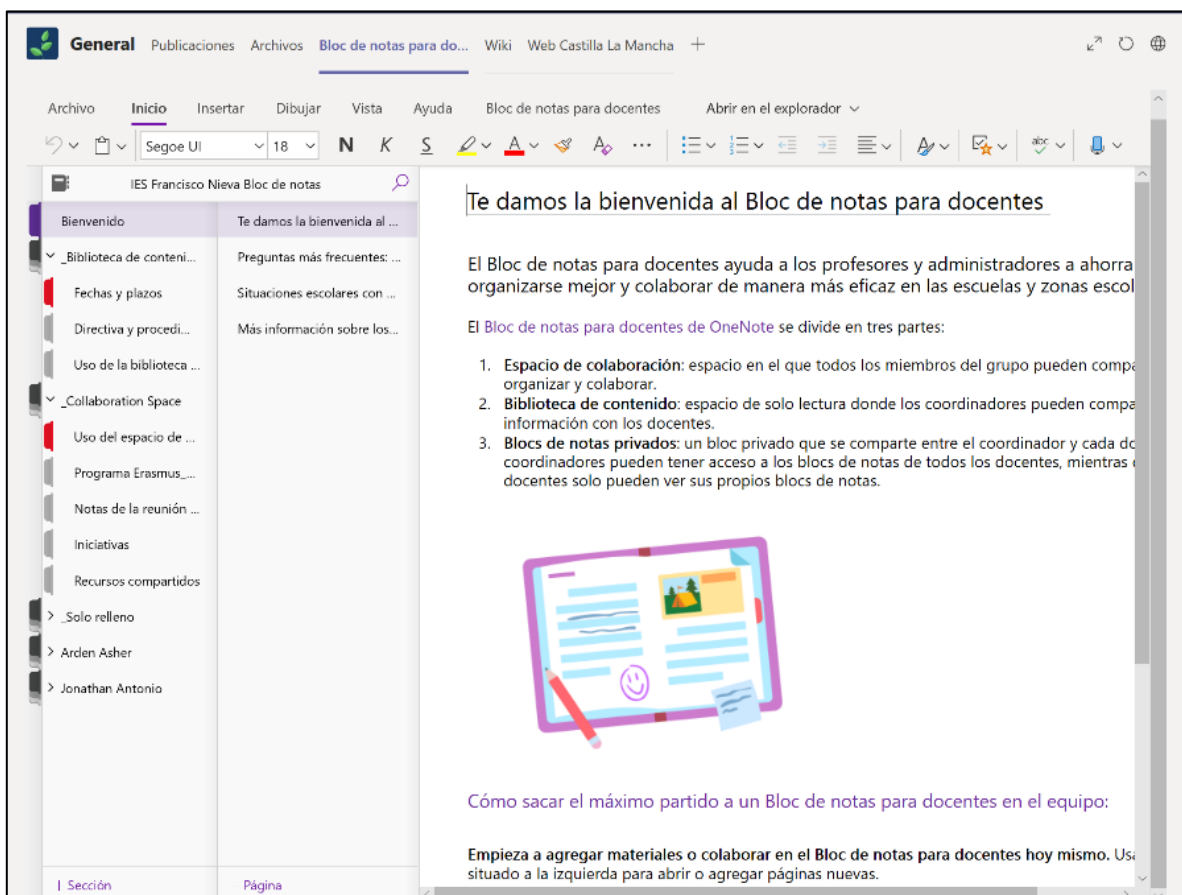 General Publicaciones Archivos Bloc de notas para do... Wiki Web Castilla La Mancha +
Archivo Inicio Insertar Dibujar Vista Ayuda Bloc de notas para docentes Abrir en el explorador
Segoe UI 18 N K S A A ... abc
IES Francisco Nieva Bloc de notas
Bienvenido
_Biblioteca de conteni...
Fechas y plazos
Directiva y procedi...
Uso de la biblioteca ...
_Collaboration Space
Uso del espacio de ...
Programa Erasmus_...
Notas de la reunión ...
Iniciativas
Recursos compartidos
_Solo relleno
Arden Asher
Jonathan Antonio
Sección
Te damos la bienvenida al ...
Preguntas más frecuentes: ...
Situaciones escolares con ...
Más información sobre los...
Página
Te damos la bienvenida al Bloc de notas para docentes
El Bloc de notas para docentes ayuda a los profesores y administradores a ahorra
organizarse mejor y colaborar de manera más eficaz en las escuelas y zonas escol
El Bloc de notas para docentes de OneNote se divide en tres partes:
1. Espacio de colaboración: espacio en el que todos los miembros del grupo pueden compa
organizar y colaborar.
2. Biblioteca de contenido: espacio de solo lectura donde los coordinadores pueden compa
información con los docentes.
3. Blocs de notas privados: un bloc privado que se comparte entre el coordinador y cada do
coordinadores pueden tener acceso a los blocs de notas de todos los docentes, mientras
docentes solo pueden ver sus propios blocs de notas.
Cómo sacar el máximo partido a un Bloc de notas para docentes en el equipo:
Empieza a agregar materiales o colaborar en el Bloc de notas para docentes hoy mismo. Usa
situado a la izquierda para abrir o agregar páginas nuevas.